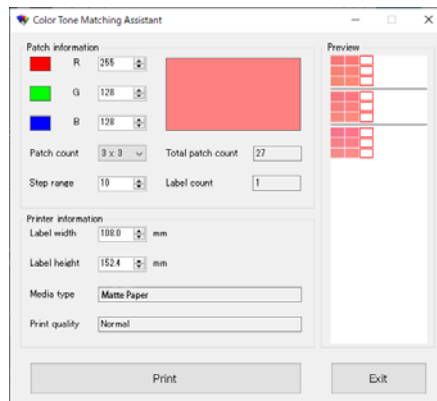 Color Tone Matching Assistant
Patch information
Preview
R 255
G 128
B 128
Patch count 3 x 3 Total patch count 27
Step range 10 Label count 1
Printer information
Label width 108.0 mm
Label height 152.4 mm
Media type Matte Paper
Print quality Normal
Print
Exit